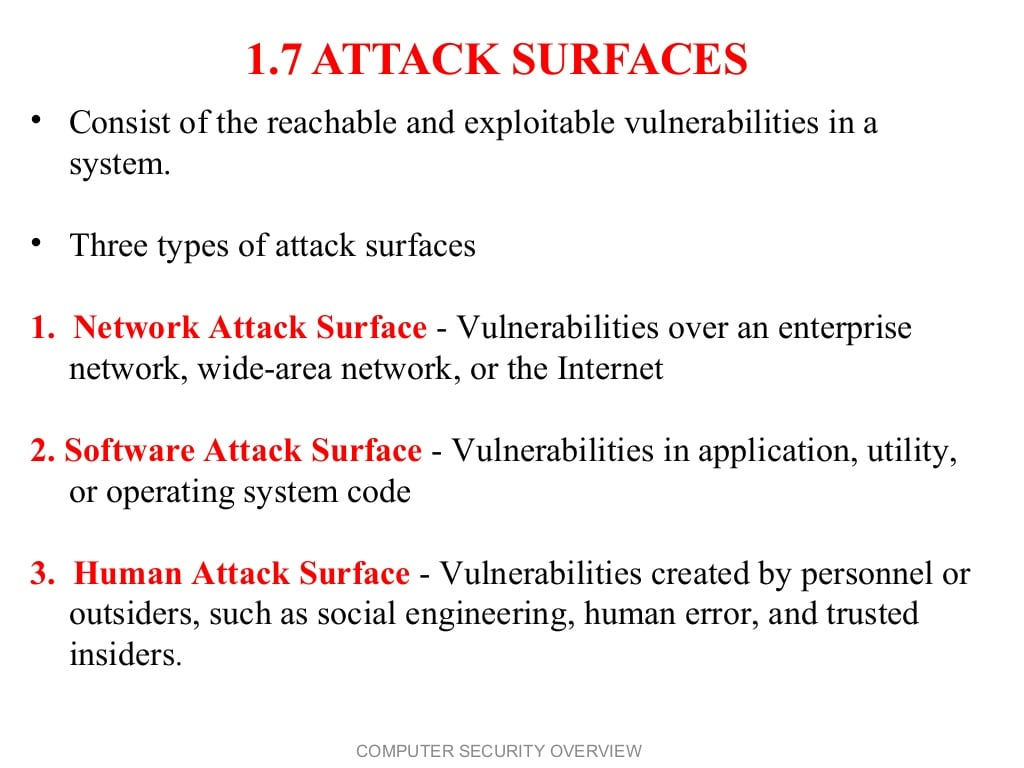 1.7 ATTACK SURFACES
• Consist of the reachable and exploitable vulnerabilities in a
system.
• Three types of attack surfaces
1. Network Attack Surface - Vulnerabilities over an enterprise
network, wide-area network, or the Internet
2. Software Attack Surface - Vulnerabilities in application, utility,
or operating system code
3. Human Attack Surface - Vulnerabilities created by personnel or
outsiders, such as social engineering, human error, and trusted
insiders.
COMPUTER SECURITY OVERVIEW